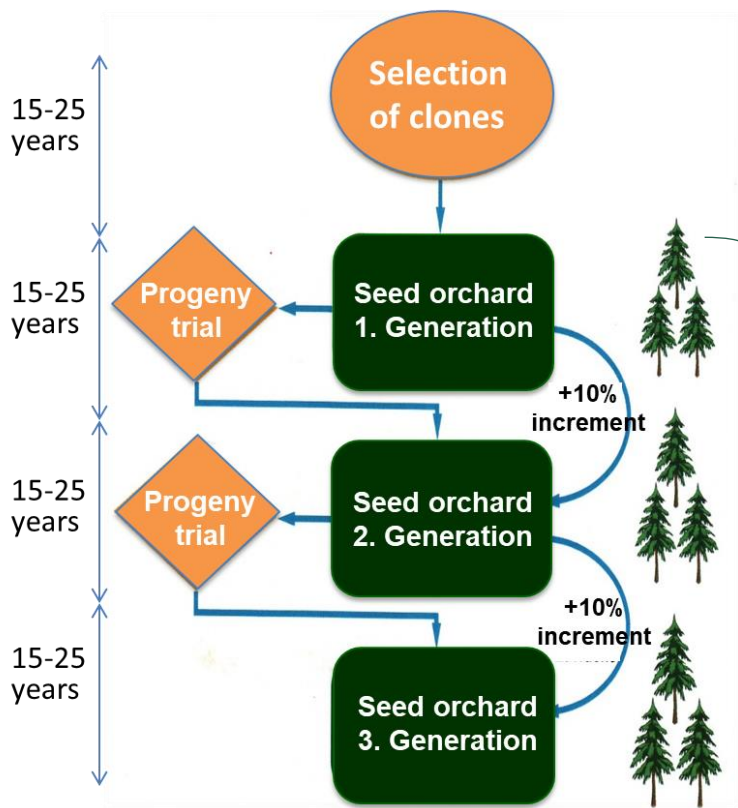 Selection
of clones
15-25
years
15-25
years
Progeny
trial
Seed orchard
1. Generation
+10%
increment
15-25
years
Progeny
trial
Seed orchard
2. Generation
+10%
increment
15-25
years
Seed orchard
3. Generation